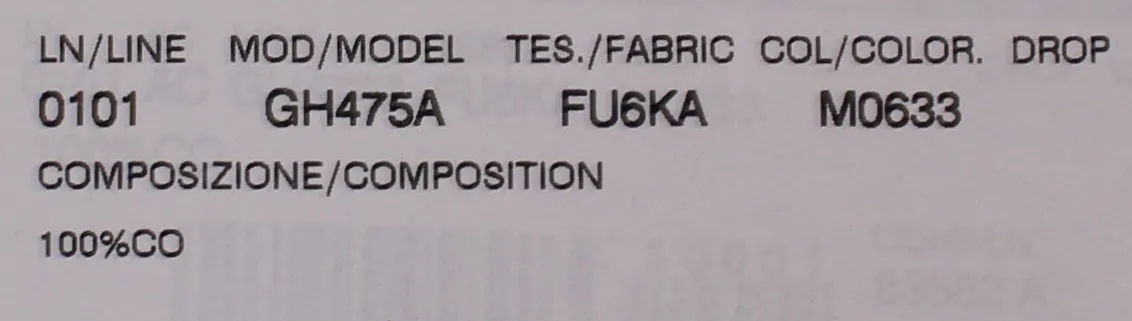 LN/LINE MOD/MODEL TES./FABRIC COL/COLOR. DROP
0101 GH475A FU6KA M0633
COMPOSIZIONE/COMPOSITION
100%CO